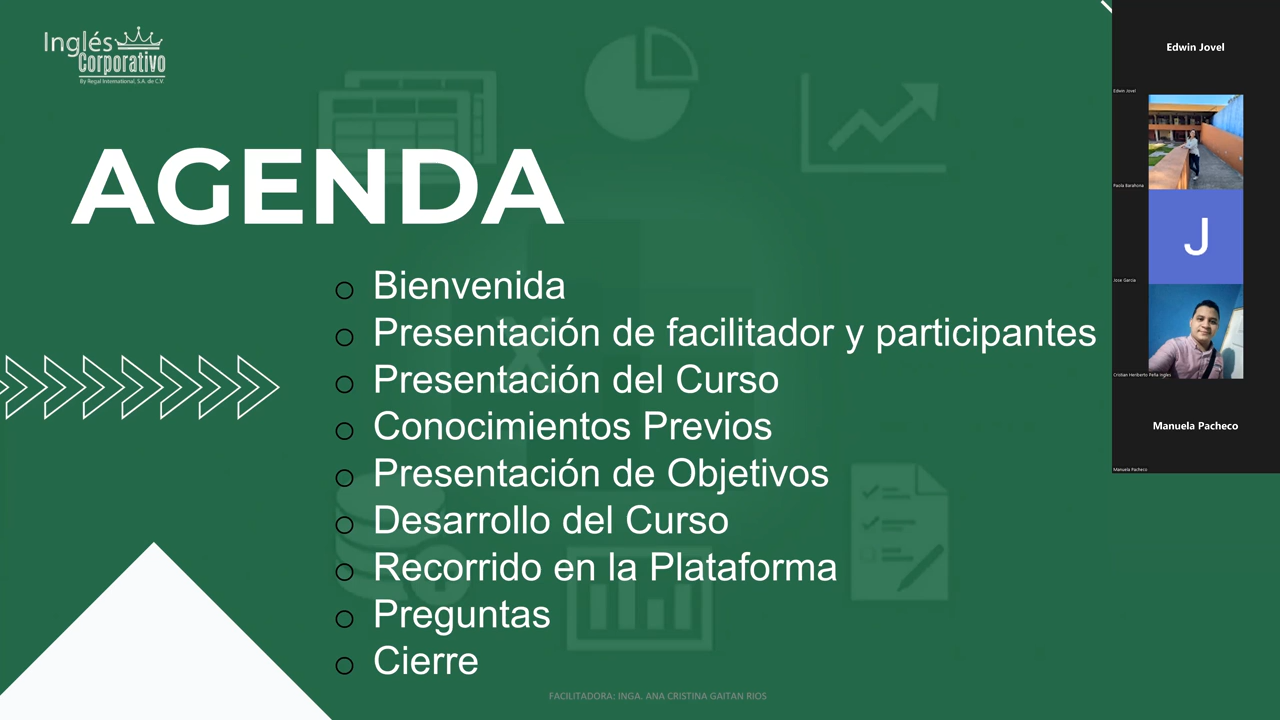 Inglés
Corporativo
By Regal International, S.A. de C.V.
AGENDA
Bienvenida
Presentación de facilitador y participantes
Presentación del Curso
Conocimientos Previos
Presentación de Objetivos
Desarrollo del Curso
Recorrido en la Plataforma
Preguntas
Cierre
FACILITADORA: INGA. ANA CRISTINA GAITAN RIOS
Edwin Jovel
Edwin Jovel
Paola Barahona
J
Jose Garcia
Cristian Heriberto Peña Ingles
Manuela Pacheco
Manuela Pacheco